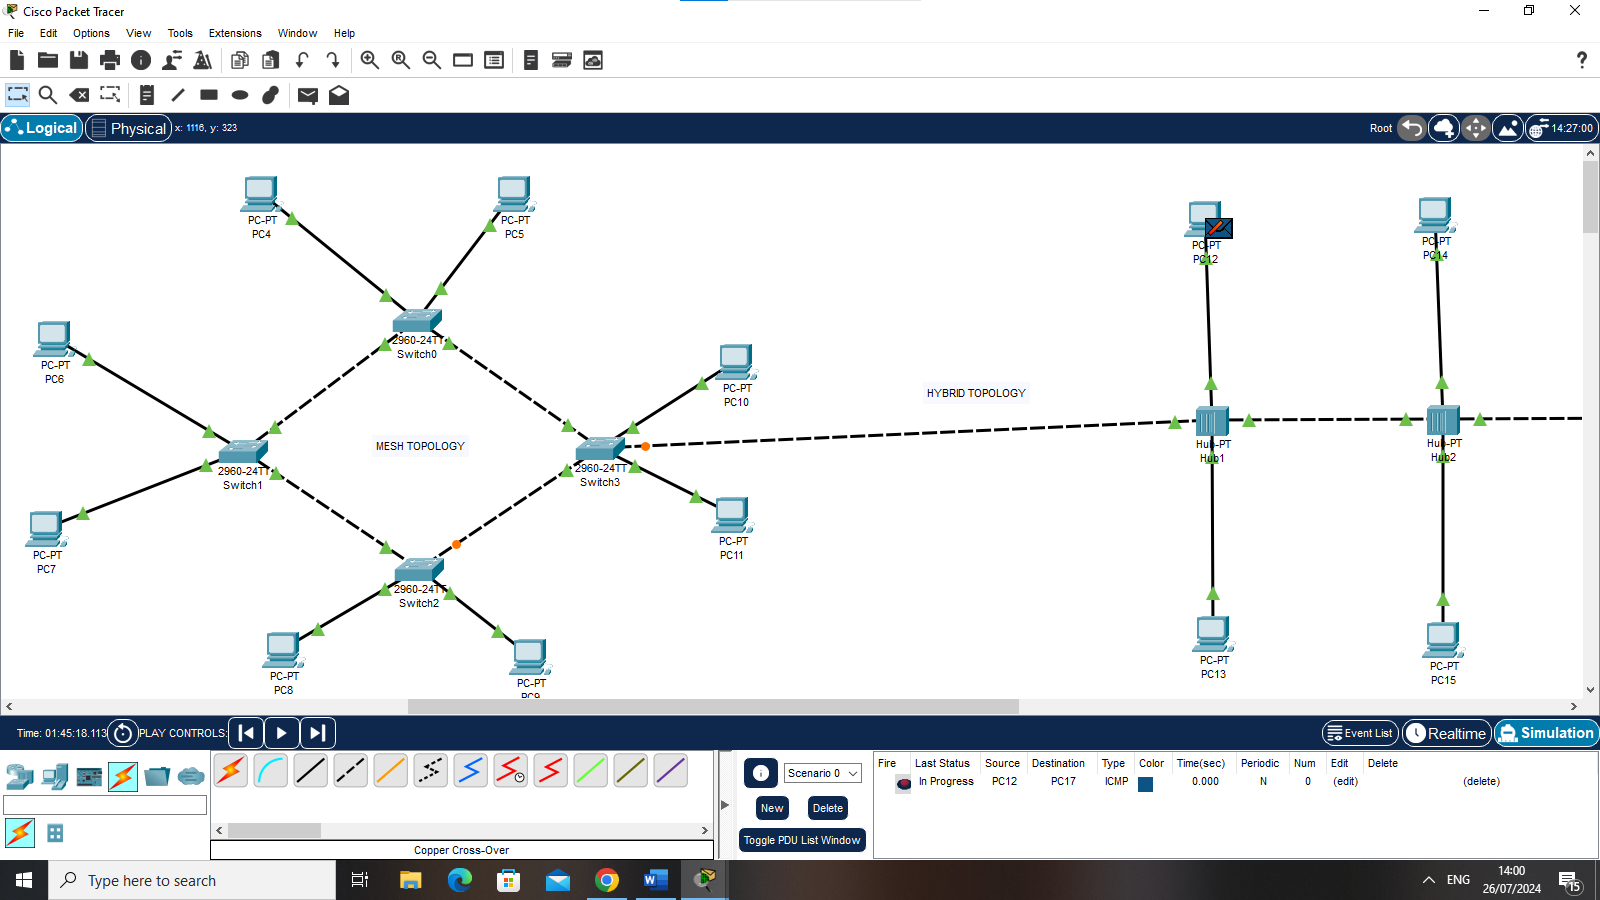 Cisco Packet Tracer
File Edit Options View Tools Extensions Window Help
?
Logical Physical x: 1116, y: 323 Root 14:27:00
PC-PT
PC4
PC-PT
PC5
PC-PT
PC12
PC-PT
PC14
2960-24TT
Switch0
PC-PT
PC6
PC-PT
PC10
HYBRID TOPOLOGY
MESH TOPOLOGY
2960-24TT
Switch1
2960-24TT
Switch3
Hub-PT
Hub1
Hub-PT
Hub2
PC-PT
PC7
PC-PT
PC11
2960-24TT
Switch2
PC-PT
PC8
PC-PT
PC9
PC-PT
PC13
PC-PT
PC15
Time: 01:45:18.113 PLAY CONTROLS: Event List Realtime Simulation
Scenario 0
New Delete
Toggle PDU List Window
Fire Last Status Source Destination Type Color Time(sec) Periodic Num Edit Delete
In Progress PC12 PC17 ICMP 0.000 N 0 (edit) (delete)
Copper Cross-Over
Type here to search
ENG
14:00
26/07/2024
15